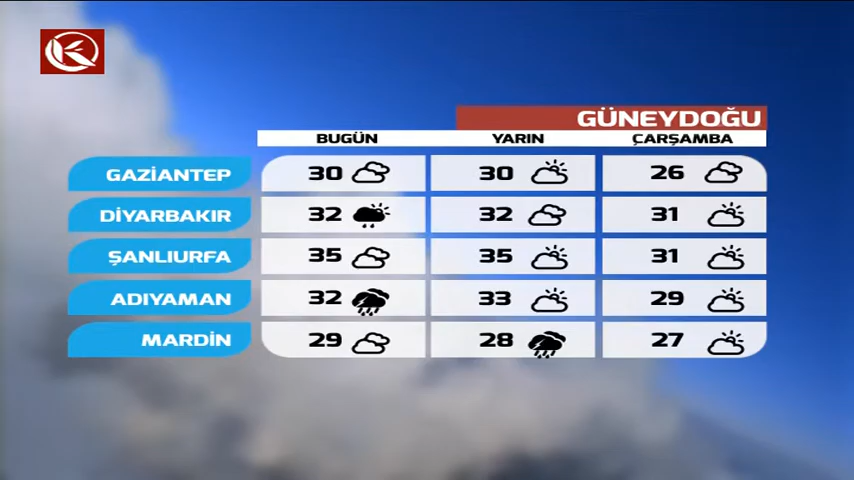 GÜNEYDOĞU
BUGÜN YARIN ÇARŞAMBA
GAZİANTEP 30 30 26
DİYARBAKIR 32 32 31
ŞANLIURFA 35 35 31
ADIYAMAN 32 33 29
MARDİN 29 28 27